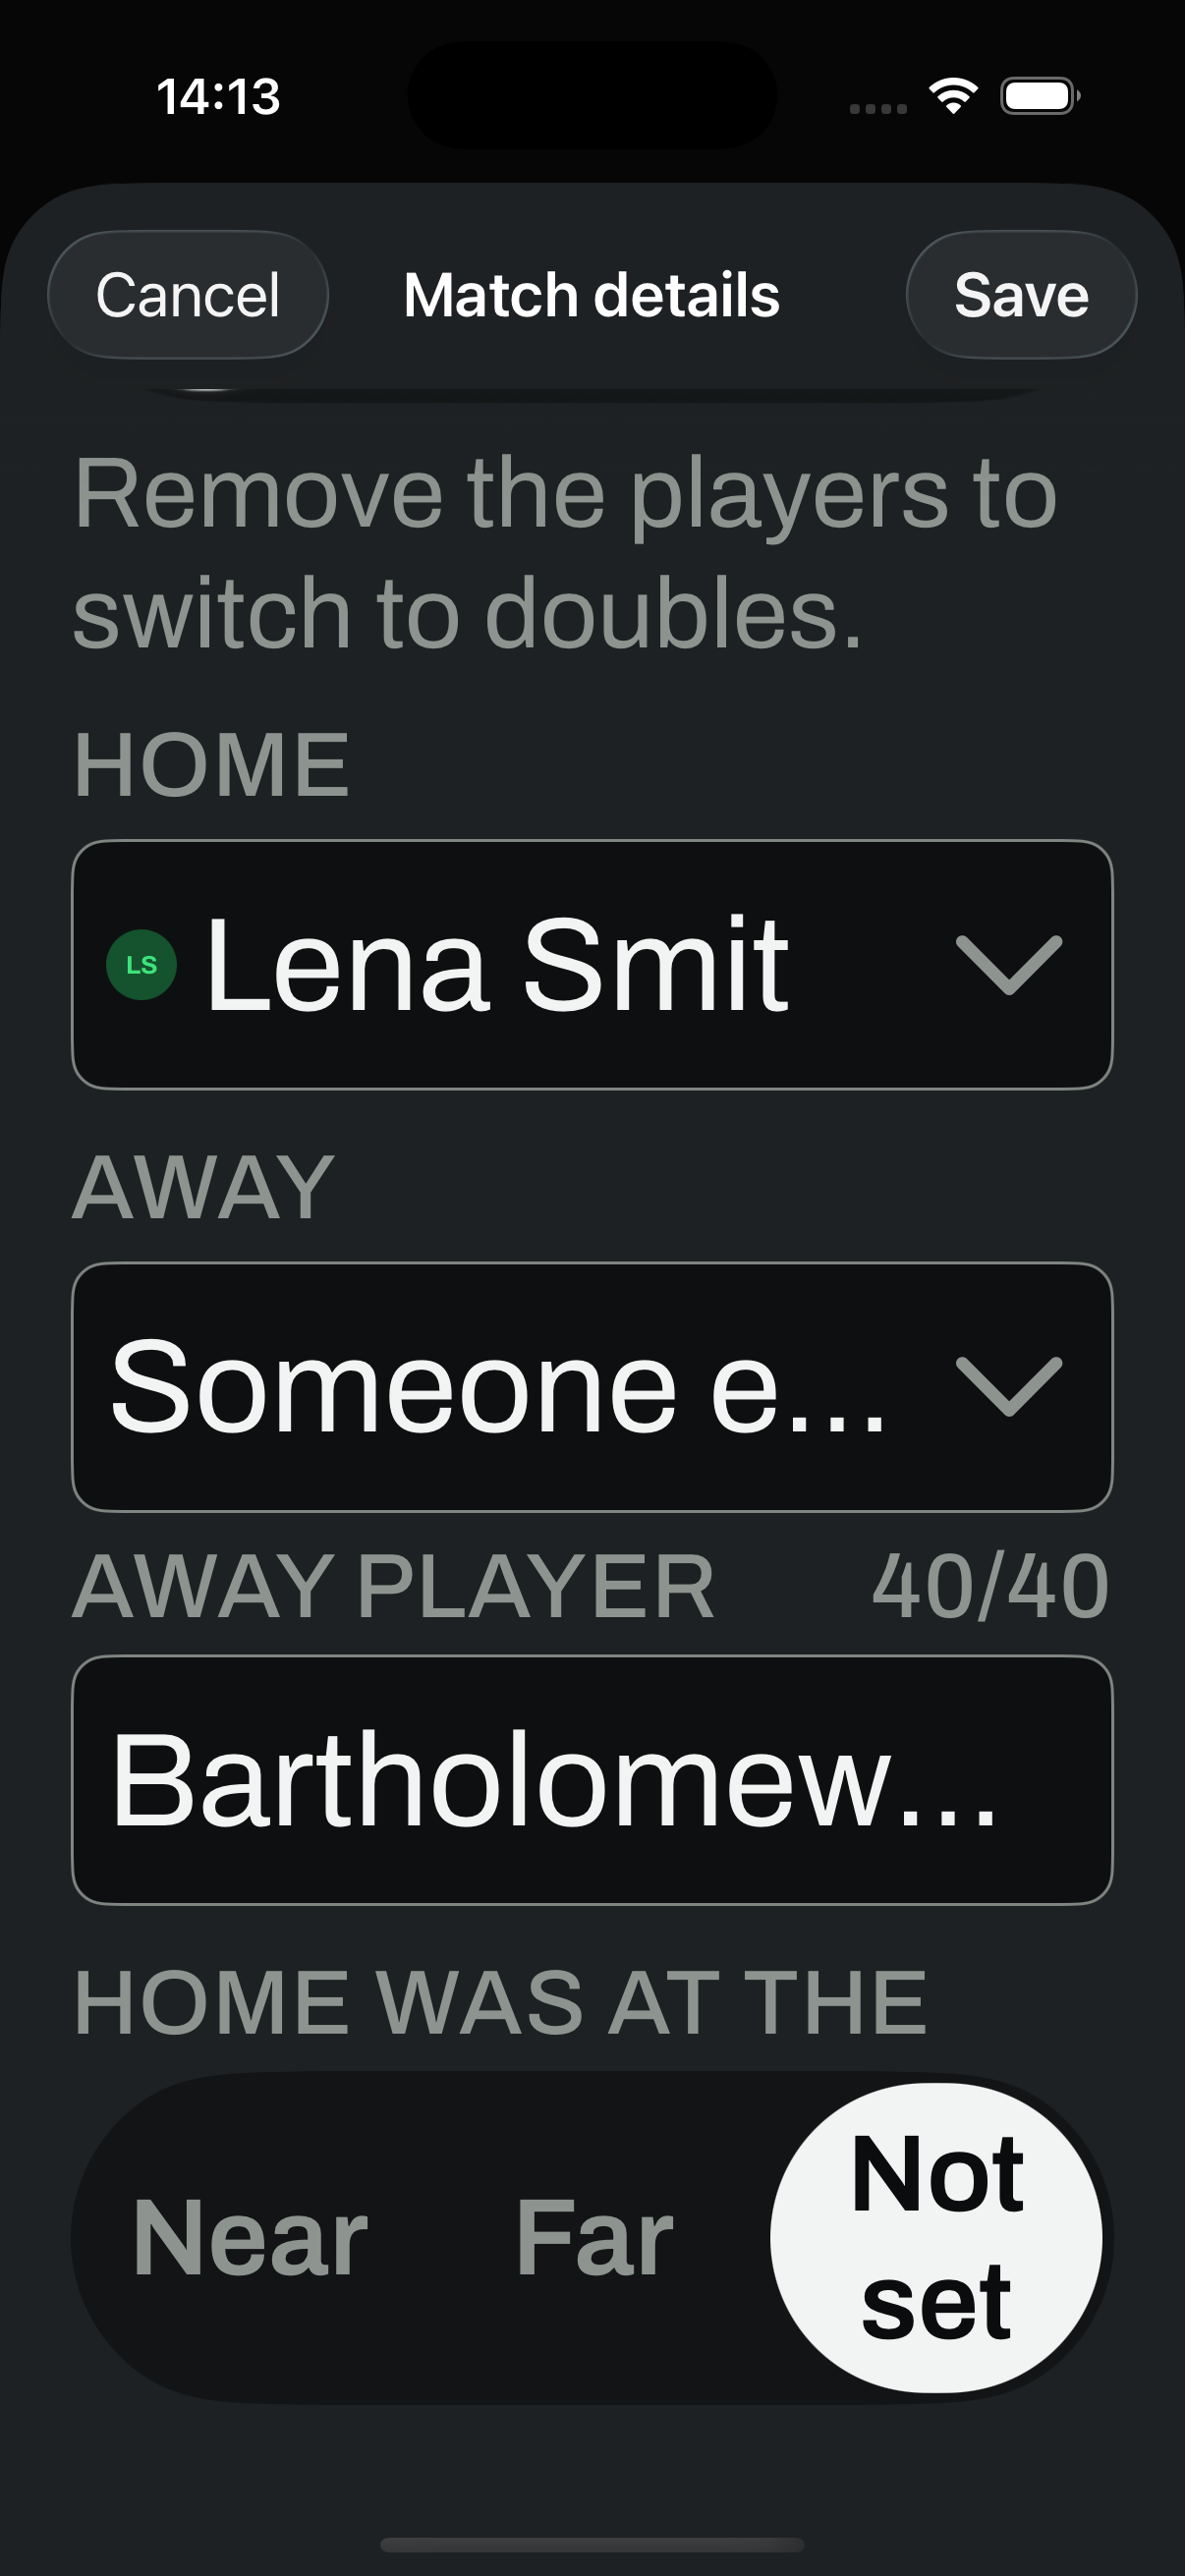 14:13
Cancel
Match details
Save
Remove the players to
switch to doubles.
HOME
LS
Lena Smit
AWAY
Someone e...
AWAY PLAYER
40/40
Bartholomew...
HOME WAS AT THE
Near
Far
Not
set